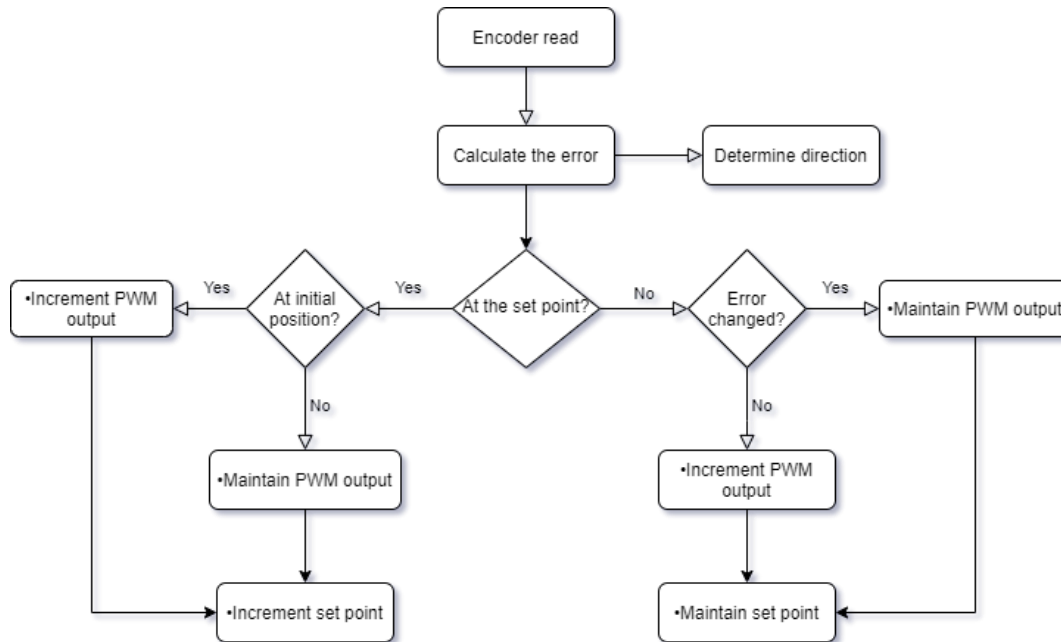 Encoder read
Calculate the error
Determine direction
At the set point?
Yes
No
At initial
position?
Yes
No
Error
changed?
Yes
No
•Increment PWM
output
•Maintain PWM output
•Maintain PWM output
•Increment PWM
output
•Increment set point
•Maintain set point